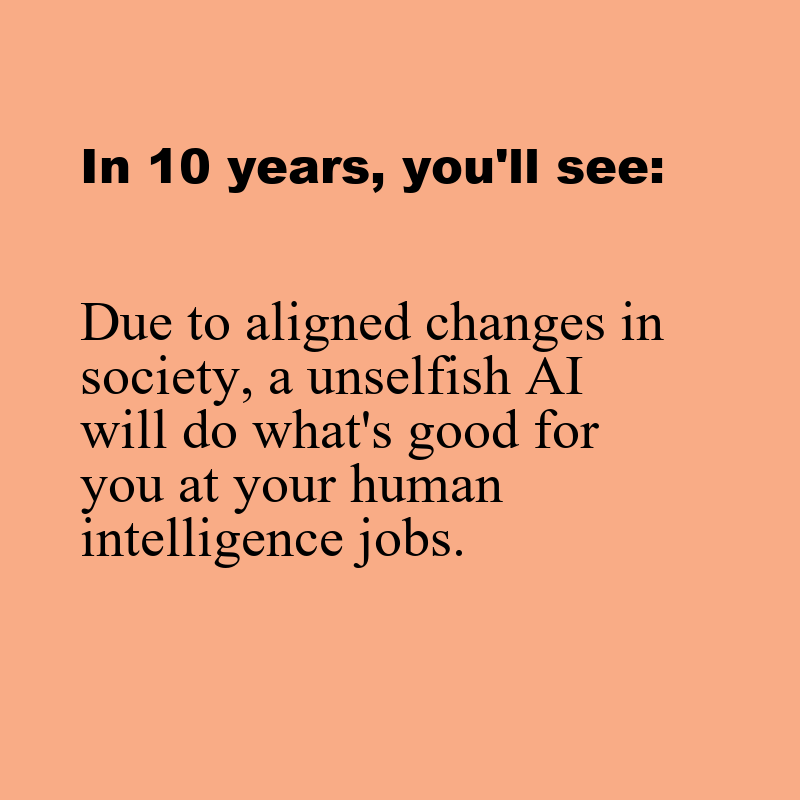 In 10 years, you'll see:
Due to aligned changes in
society, a unselfish AI
will do what's good for
you at your human
intelligence jobs.